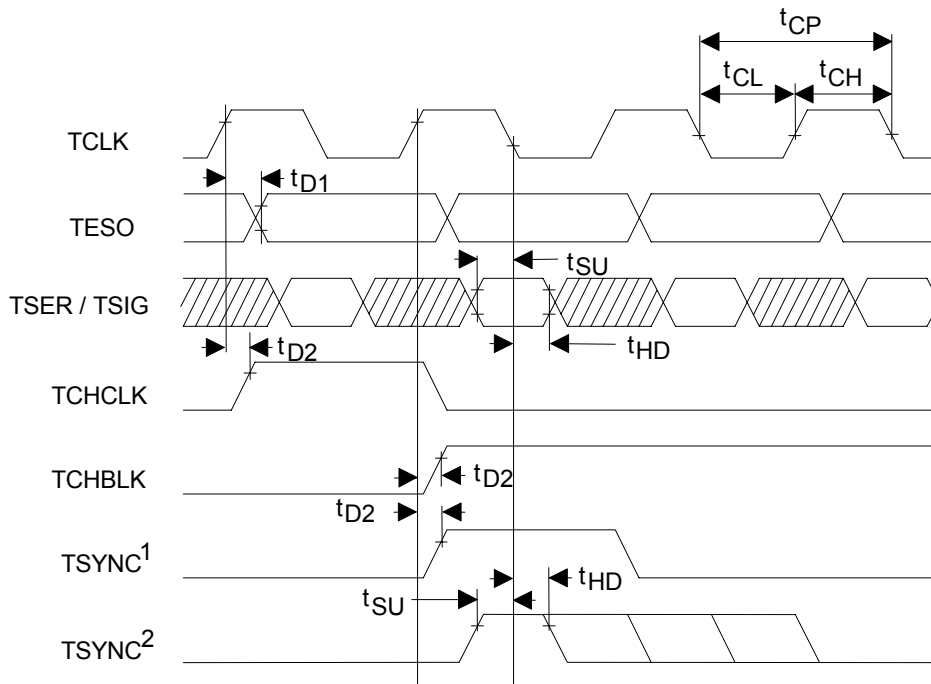 tCP
tCL tCH
TCLK
tD1
TESO
tSU
TSER / TSIG
tHD
tD2
TCHCLK
TCHBLK
tD2
tD2
TSYNC1
tHD
tSU
TSYNC2